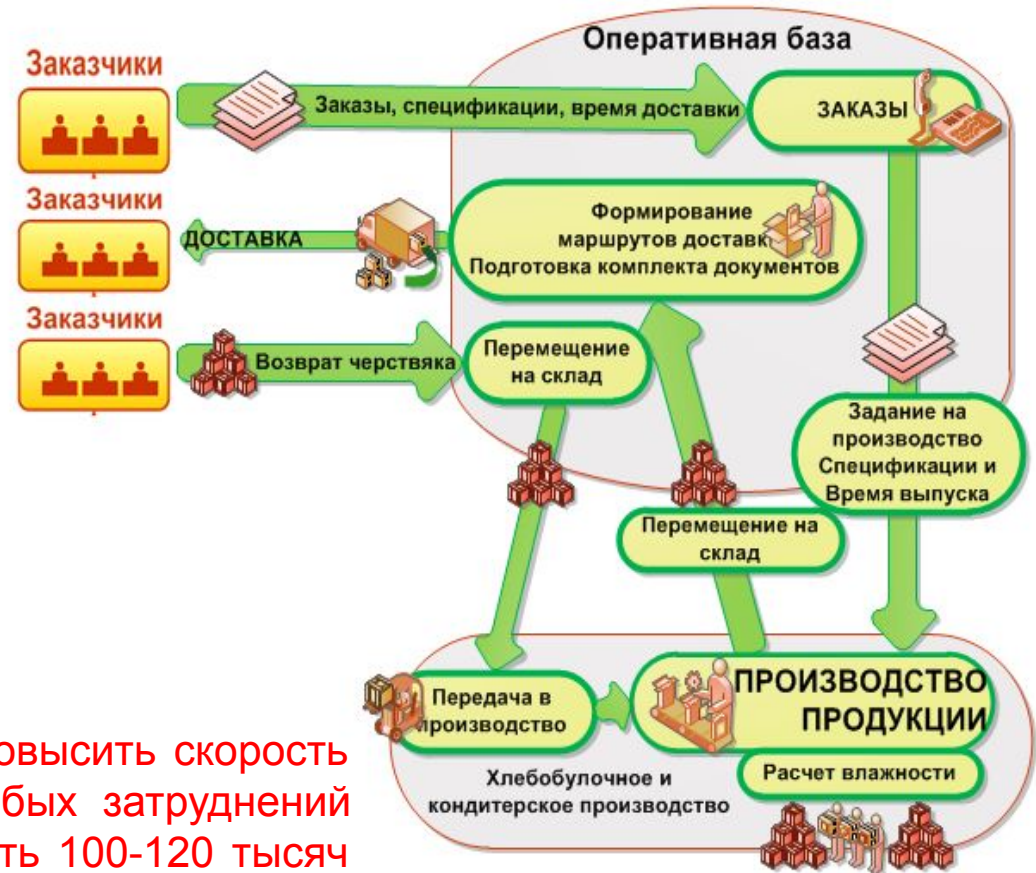 Оперативная база
Заказчики
Заказы, спецификации, время доставки
ЗАКАЗЫ
Заказчики
ДОСТАВКА
Формирование
маршрутов доставк
Подготовка комплекта документов
Заказчики
Возврат черствяка
Перемещение
на склад
Задание на
производство
Спецификации и
Время выпуска
Перемещение на
склад
Передача в
производство
ПРОИЗВОДСТВО
ПРОДУКЦИИ
Хлебобулочное и
кондитерское производство
Расчет влажности
овысить скорость
бых затруднений
ть 100-120 тысяч